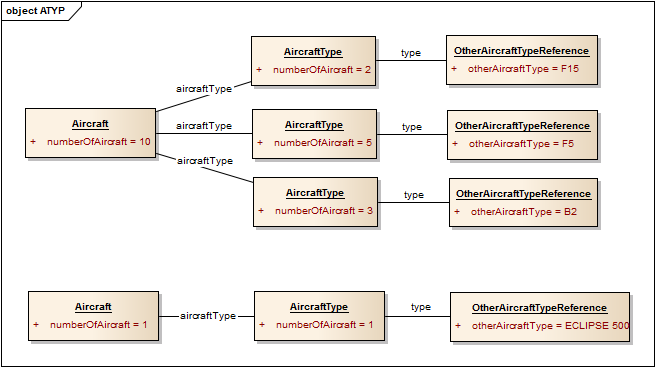 object ATYP
AircraftType
+ numberOfAircraft = 2
type
OtherAircraftTypeReference
+ otherAircraftType = F15
aircraftType
Aircraft
+ numberOfAircraft = 10
aircraftType
AircraftType
+ numberOfAircraft = 5
type
OtherAircraftTypeReference
+ otherAircraftType = F5
aircraftType
AircraftType
+ numberOfAircraft = 3
type
OtherAircraftTypeReference
+ otherAircraftType = B2
Aircraft
+ numberOfAircraft = 1
aircraftType
AircraftType
+ numberOfAircraft = 1
type
OtherAircraftTypeReference
+ otherAircraftType = ECLIPSE 500